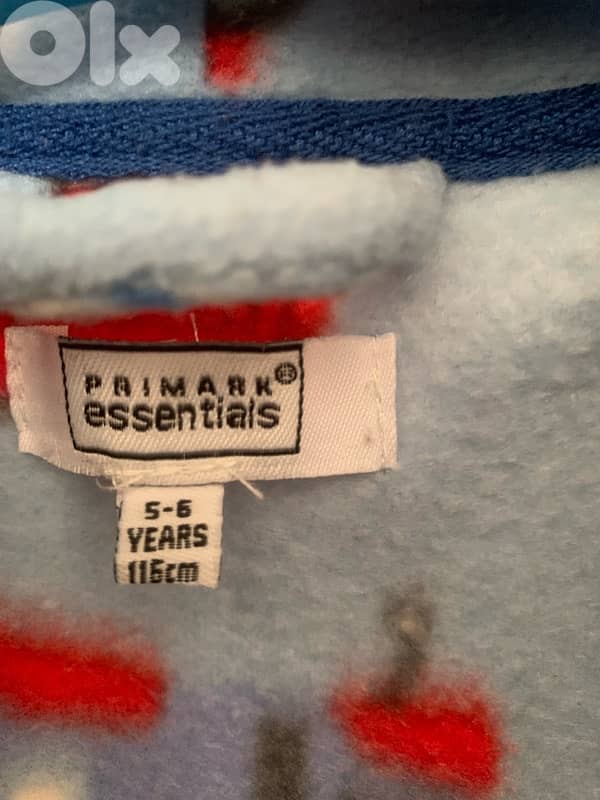 olx
PRIMARK®
essentials
5-6
YEARS
116cm